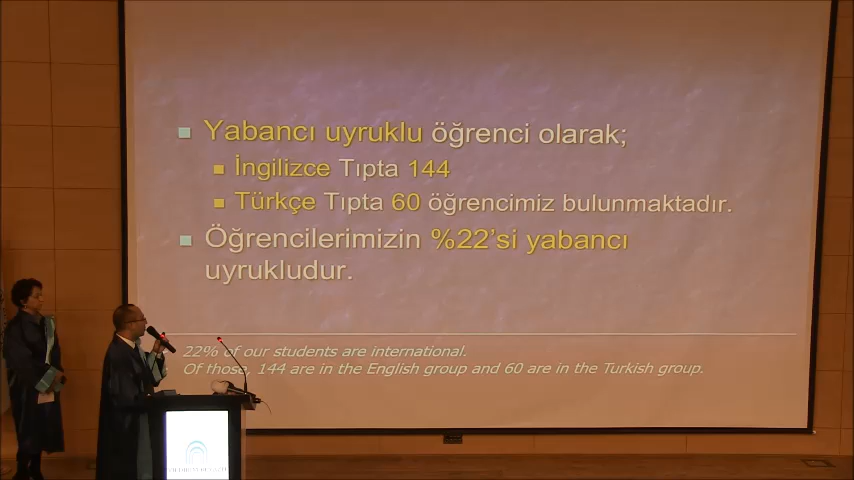 Yabancı uyruklu öğrenci olarak;
İngilizce Tıpta 144
Türkçe Tıpta 60 öğrencimiz bulunmaktadır.
Öğrencilerimizin %22'si yabancı
uyrukludur.
22% of our students are international.
Of those, 144 are in the English group and 60 are in the Turkish group.